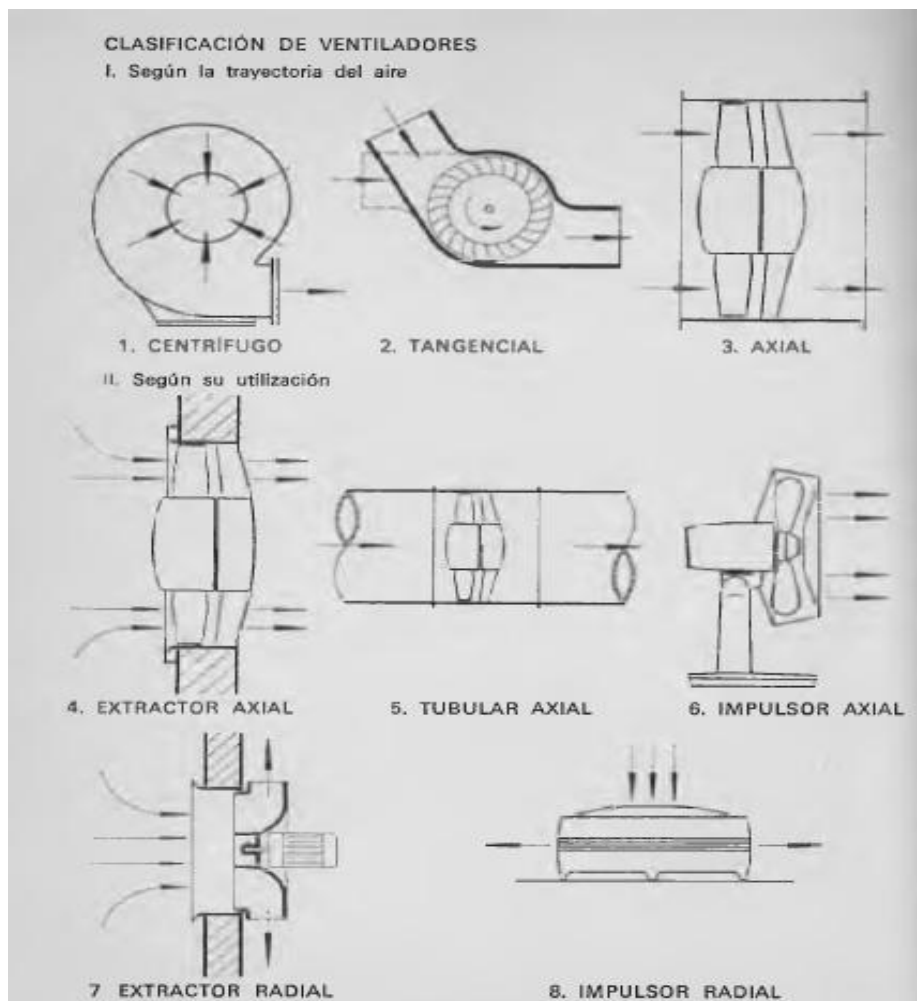 CLASIFICACIÓN DE VENTILADORES
I. Según la trayectoria del aire
1. CENTRÍFUGO
2. TANGENCIAL
3. AXIAL
II. Según su utilización
4. EXTRACTOR AXIAL
5. TUBULAR AXIAL
6. IMPULSOR AXIAL
7 EXTRACTOR RADIAL
8. IMPULSOR RADIAL